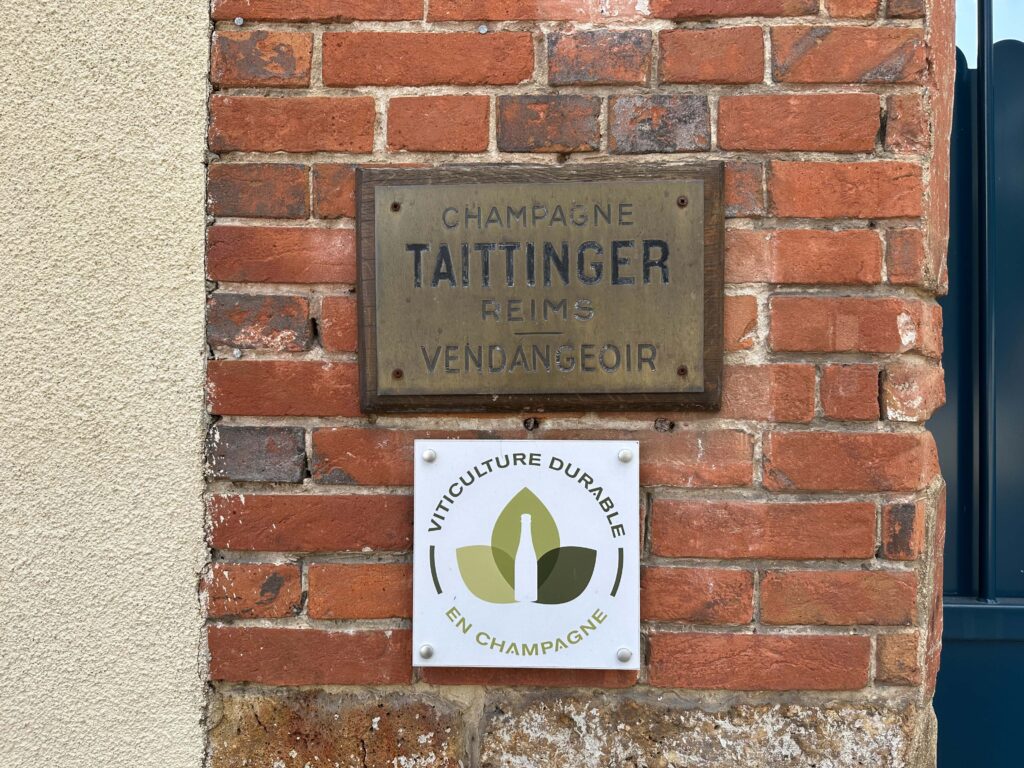 CHAMPAGNE
TAITTINGER
REIMS
VENDANGEOIR
VITICULTURE DURABLE
EN CHAMPAGNE